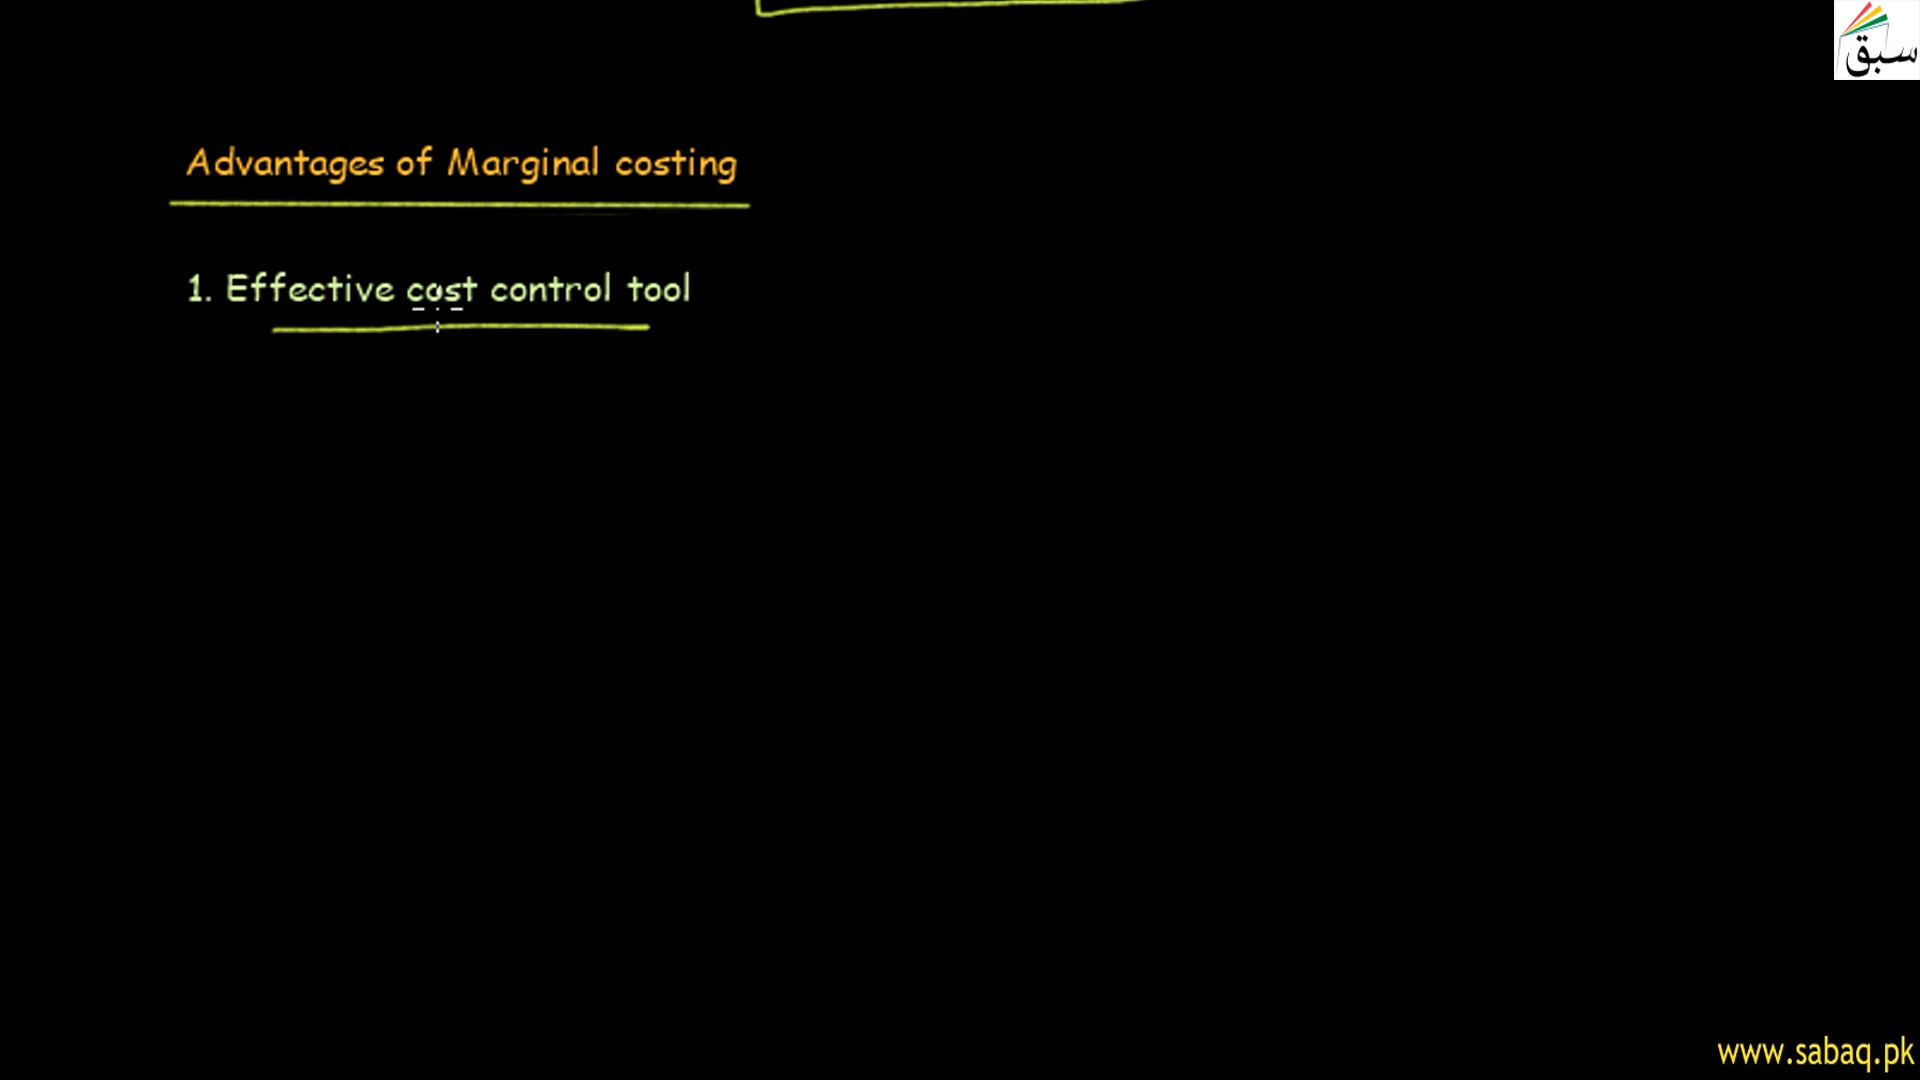 سبق
Advantages of Marginal costing
1. Effective cost control tool
www.sabaq.pk